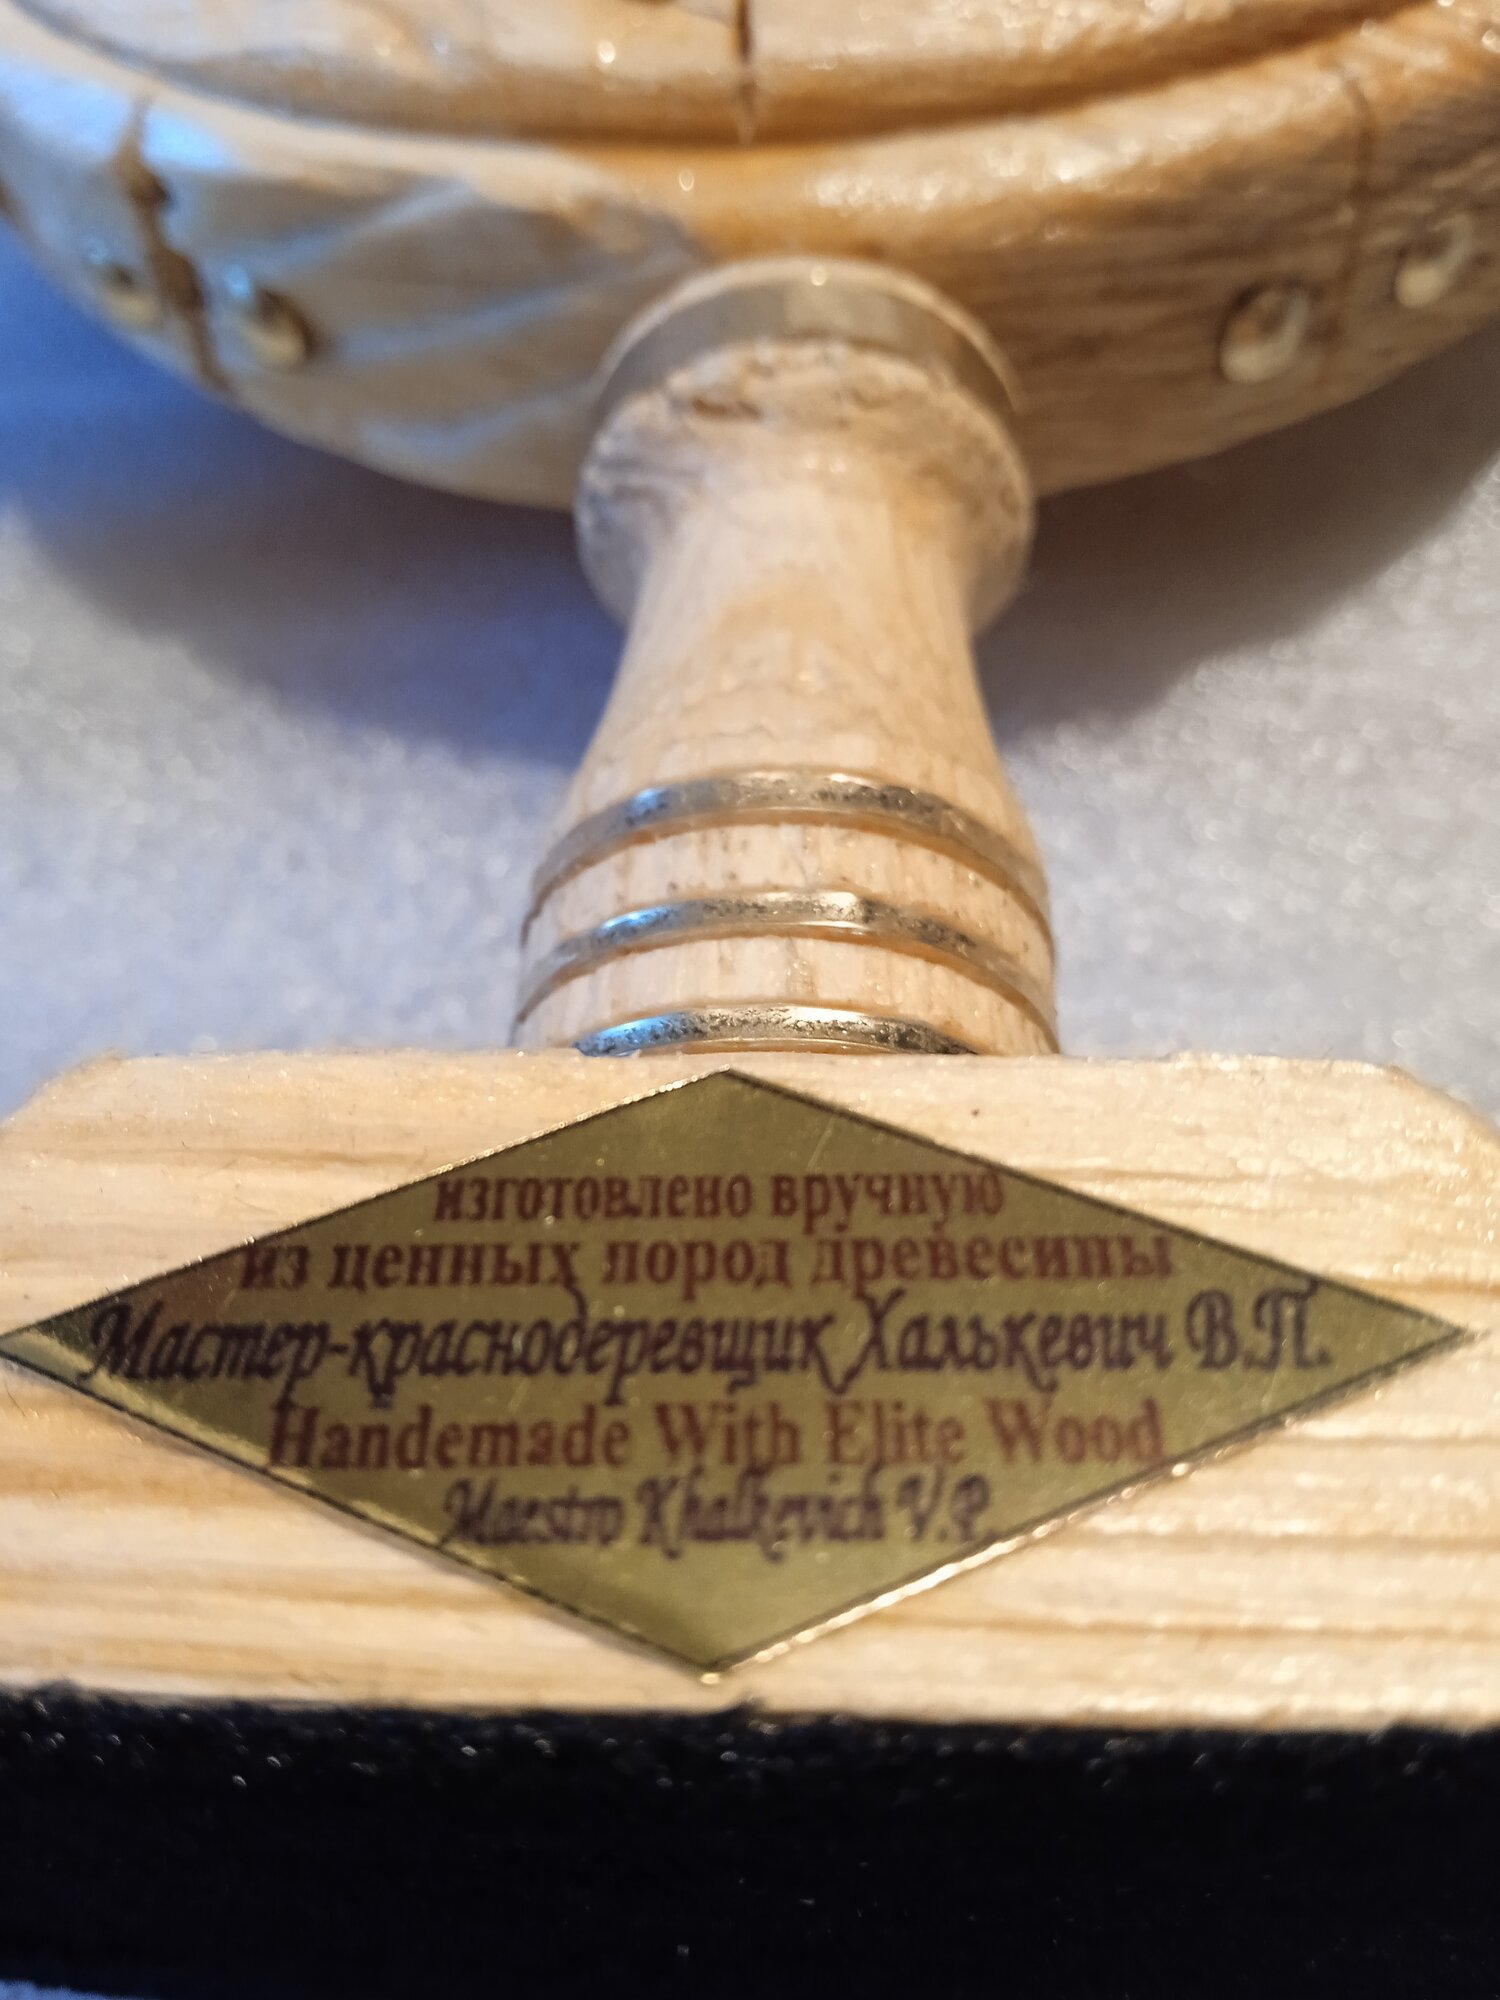 изготовлено вручную
из ценных пород древесины
Мастер-краснодеревщик Халькевич В.П.
Handemade With Elite Wood
Maestro Khalkevich V.P.